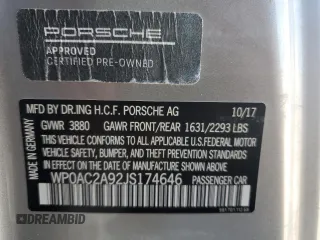 PORSCHE
APPROVED
CERTIFIED PRE-OWNED
MFD BY DR.ING H.C.F. PORSCHE AG 10/17
GVWR 3880 GAWR FRONT/REAR 1631/2293 LBS
THIS VEHICLE CONFORMS TO ALL APPLICABLE
U.S. FEDERAL MOTOR VEHICLE SAFETY, BUMPER
AND THEFT PREVENTION STANDARDS IN EFFECT ON
THE DATE OF MANUFACTURE SHOWN ABOVE.
WP0AC2A92JS174646 PASSENGER CAR
MADE IN GERMANY
DREAMBID